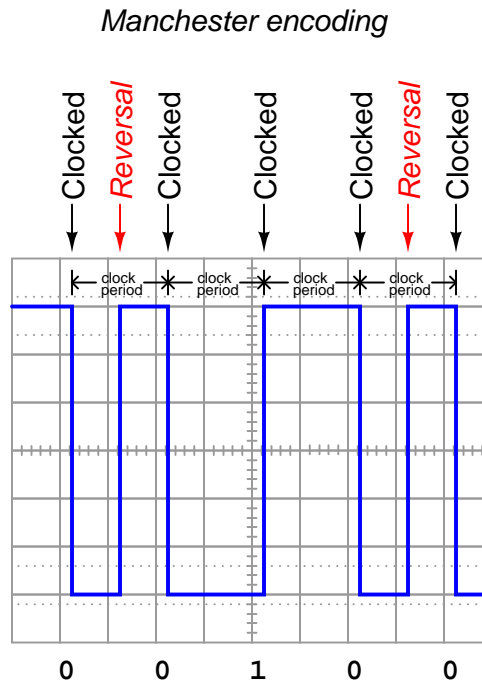 Manchester encoding
Clocked
Reversal
Clocked
Clocked
Clocked
Reversal
Clocked
clock period
clock period
clock period
clock period
0 0 1 0 0